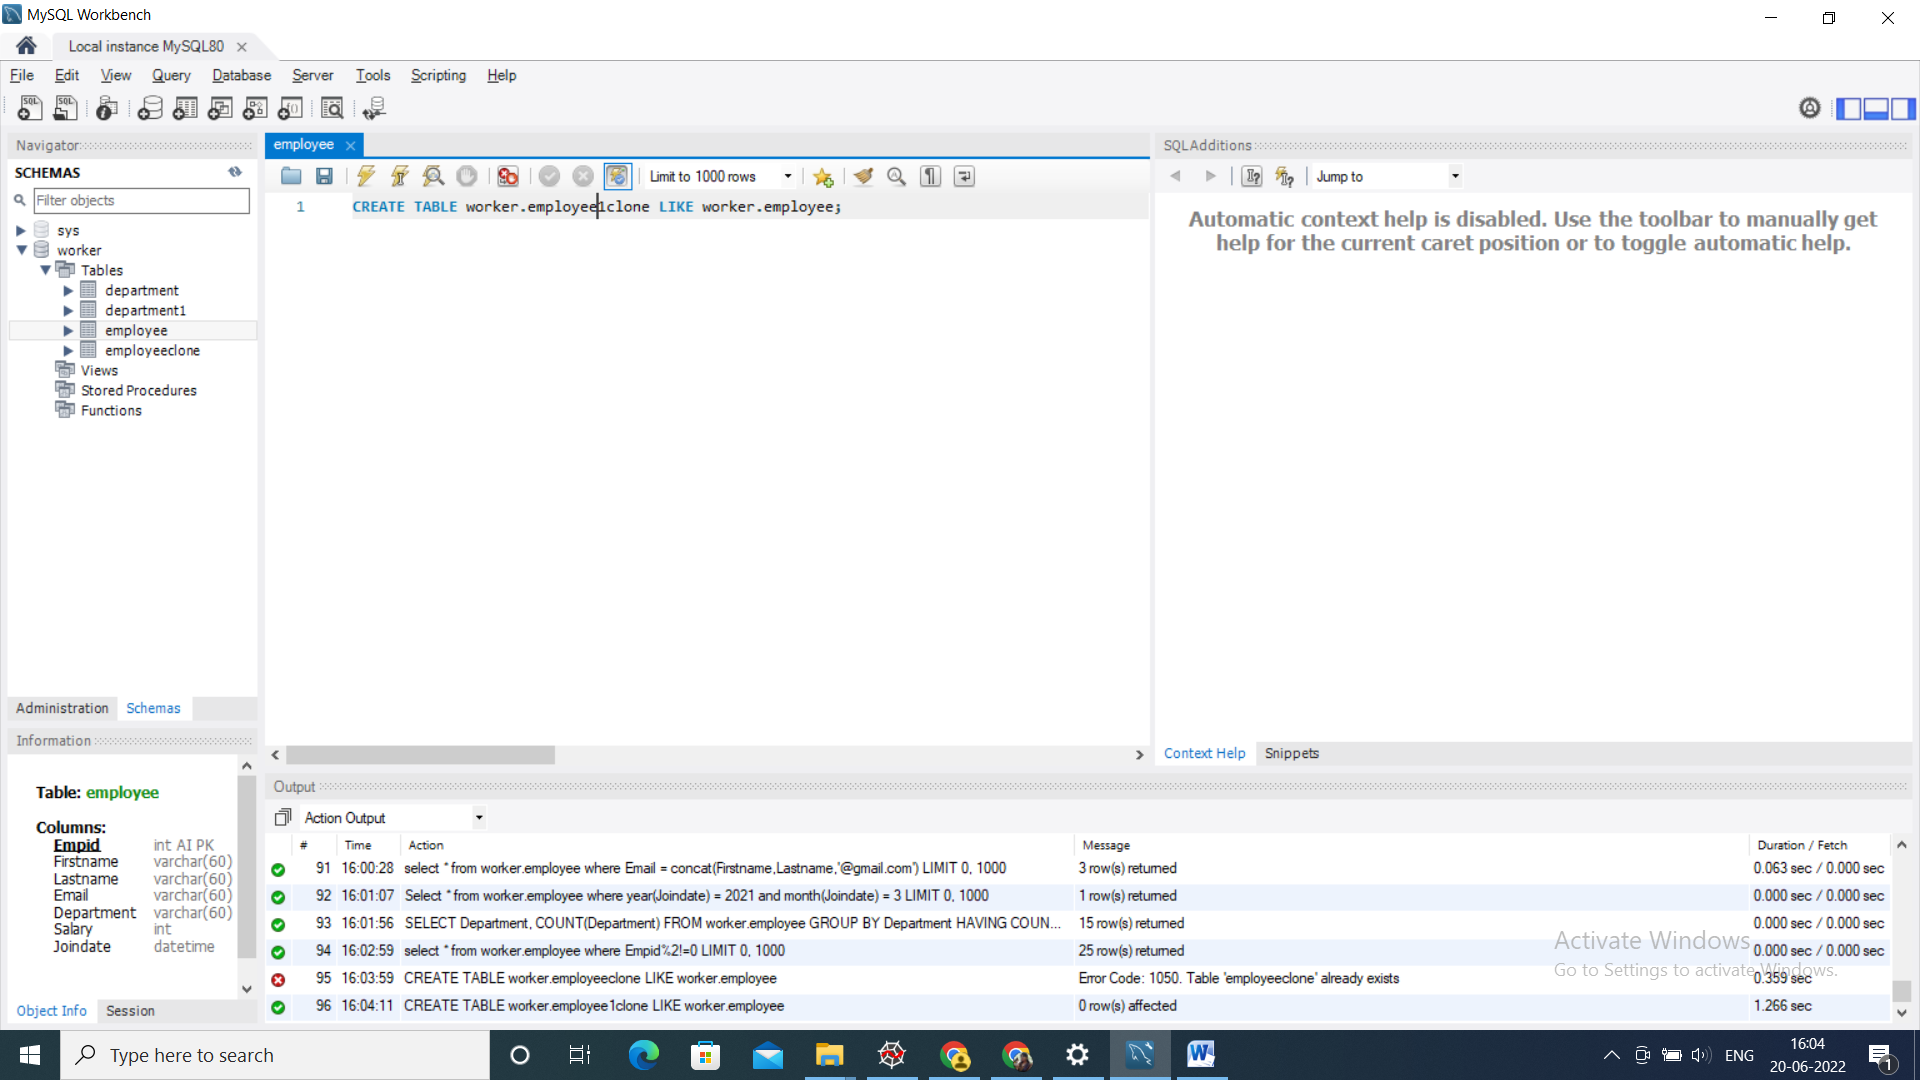 MySQL Workbench
Local instance MySQL80
File Edit View Query Database Server Tools Scripting Help
Navigator
SCHEMAS
Filter objects
sys
worker
Tables
department
department1
employee
employeeclone
Views
Stored Procedures
Functions
Administration Schemas
Information
Table: employee
Columns:
Empid int AI PK
Firstname varchar(60)
Lastname varchar(60)
Email varchar(60)
Department varchar(60)
Salary int
Joindate datetime
Object Info Session
employee
Limit to 1000 rows
1 CREATE TABLE worker.employee1clone LIKE worker.employee;
SQLAdditions
Jump to
Automatic context help is disabled. Use the toolbar to manually get
help for the current caret position or to toggle automatic help.
Context Help Snippets
Output
Action Output
# Time Action Message Duration / Fetch
91 16:00:28 select * from worker.employee where Email = concat(Firstname,Lastname,'@gmail.com') LIMIT 0, 1000 3 row(s) returned 0.063 sec / 0.000 sec
92 16:01:07 Select * from worker.employee where year(Joindate) = 2021 and month(Joindate) = 3 LIMIT 0, 1000 1 row(s) returned 0.000 sec / 0.000 sec
93 16:01:56 SELECT Department, COUNT(Department) FROM worker.employee GROUP BY Department HAVING COUN... 15 row(s) returned 0.000 sec / 0.000 sec
94 16:02:59 select * from worker.employee where Empid%2!=0 LIMIT 0, 1000 25 row(s) returned 0.000 sec / 0.000 sec
95 16:03:59 CREATE TABLE worker.employeeclone LIKE worker.employee Error Code: 1050. Table 'employeeclone' already exists 0.359 sec
96 16:04:11 CREATE TABLE worker.employee1clone LIKE worker.employee 0 row(s) affected 1.266 sec
Activate Windows
Go to Settings to activate Windows.
Type here to search
ENG
16:04
20-06-2022
1